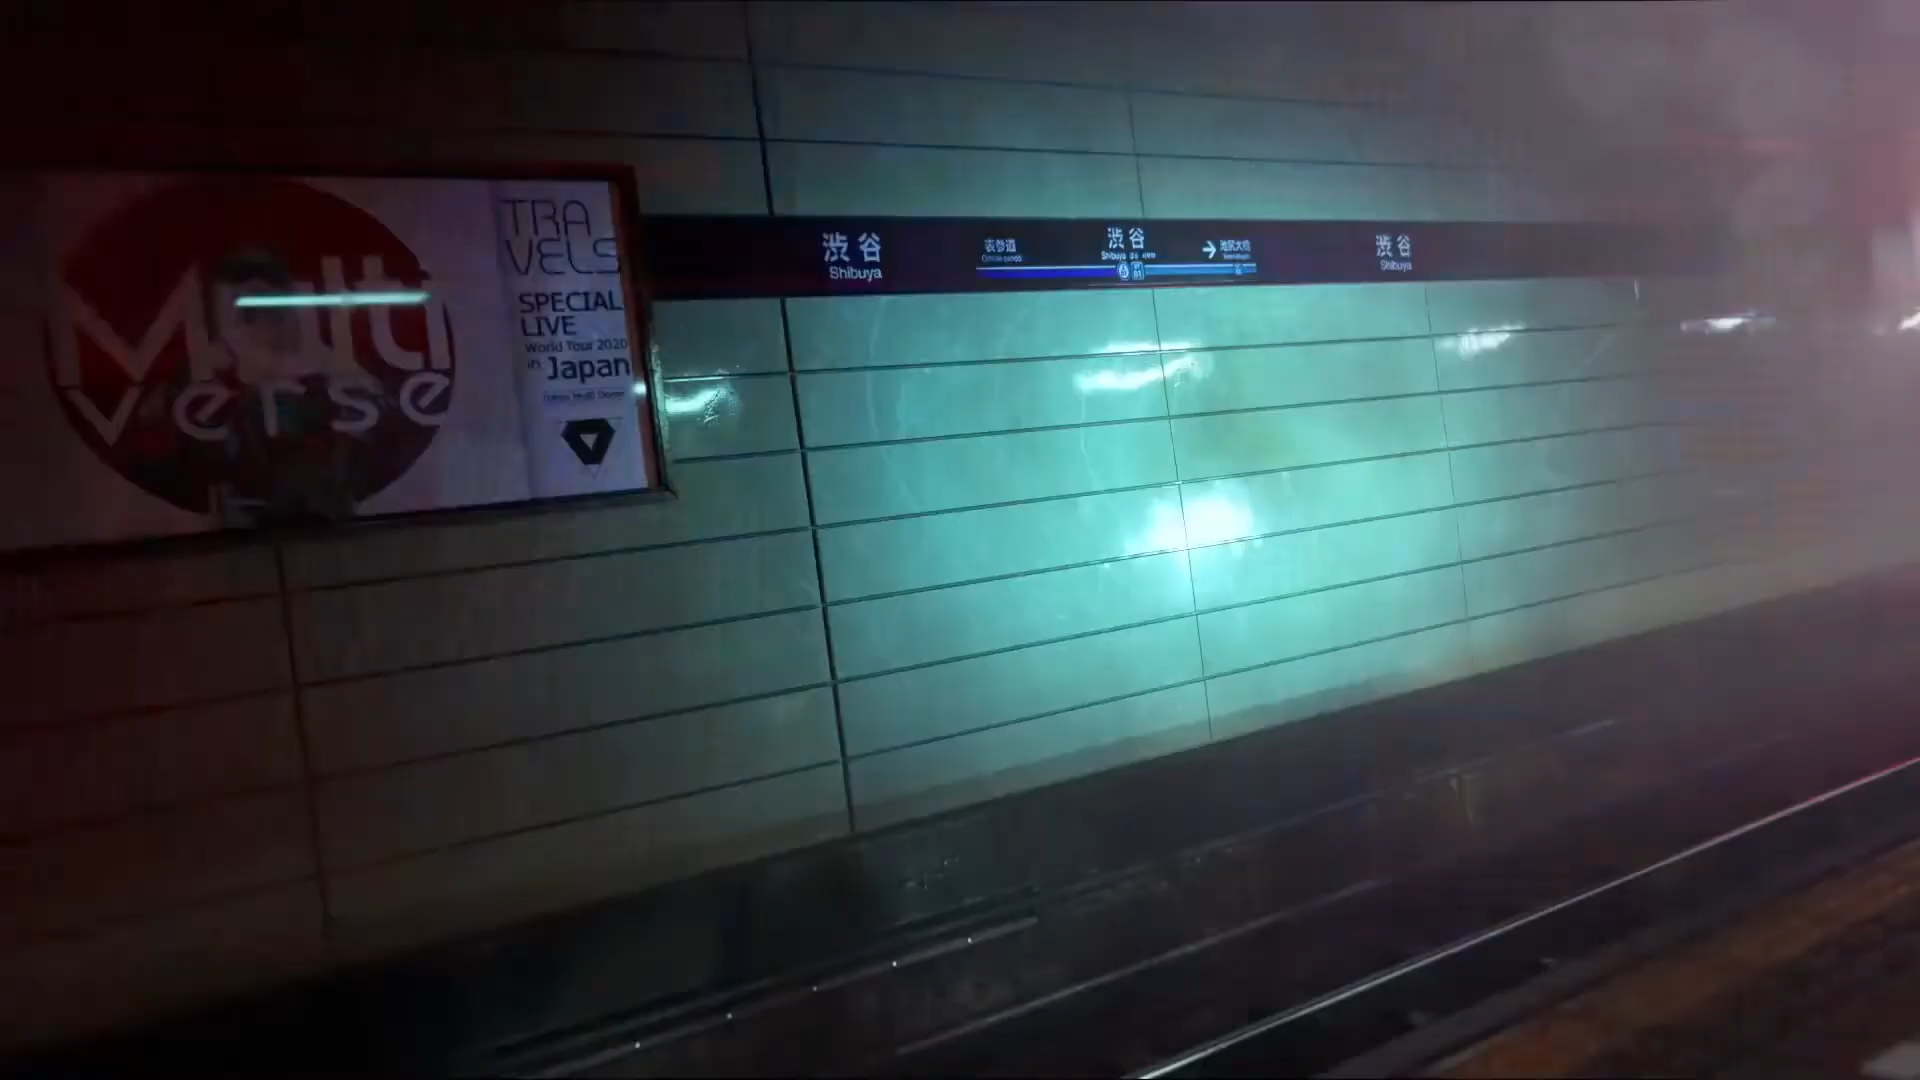 Multi
verse
TRA
VELS
SPECIAL
LIVE
World Tour 2020
in Japan
渋谷
Shibuya
表参道
渋谷
Shibuya
→池尻大橋
渋谷
Shibuya